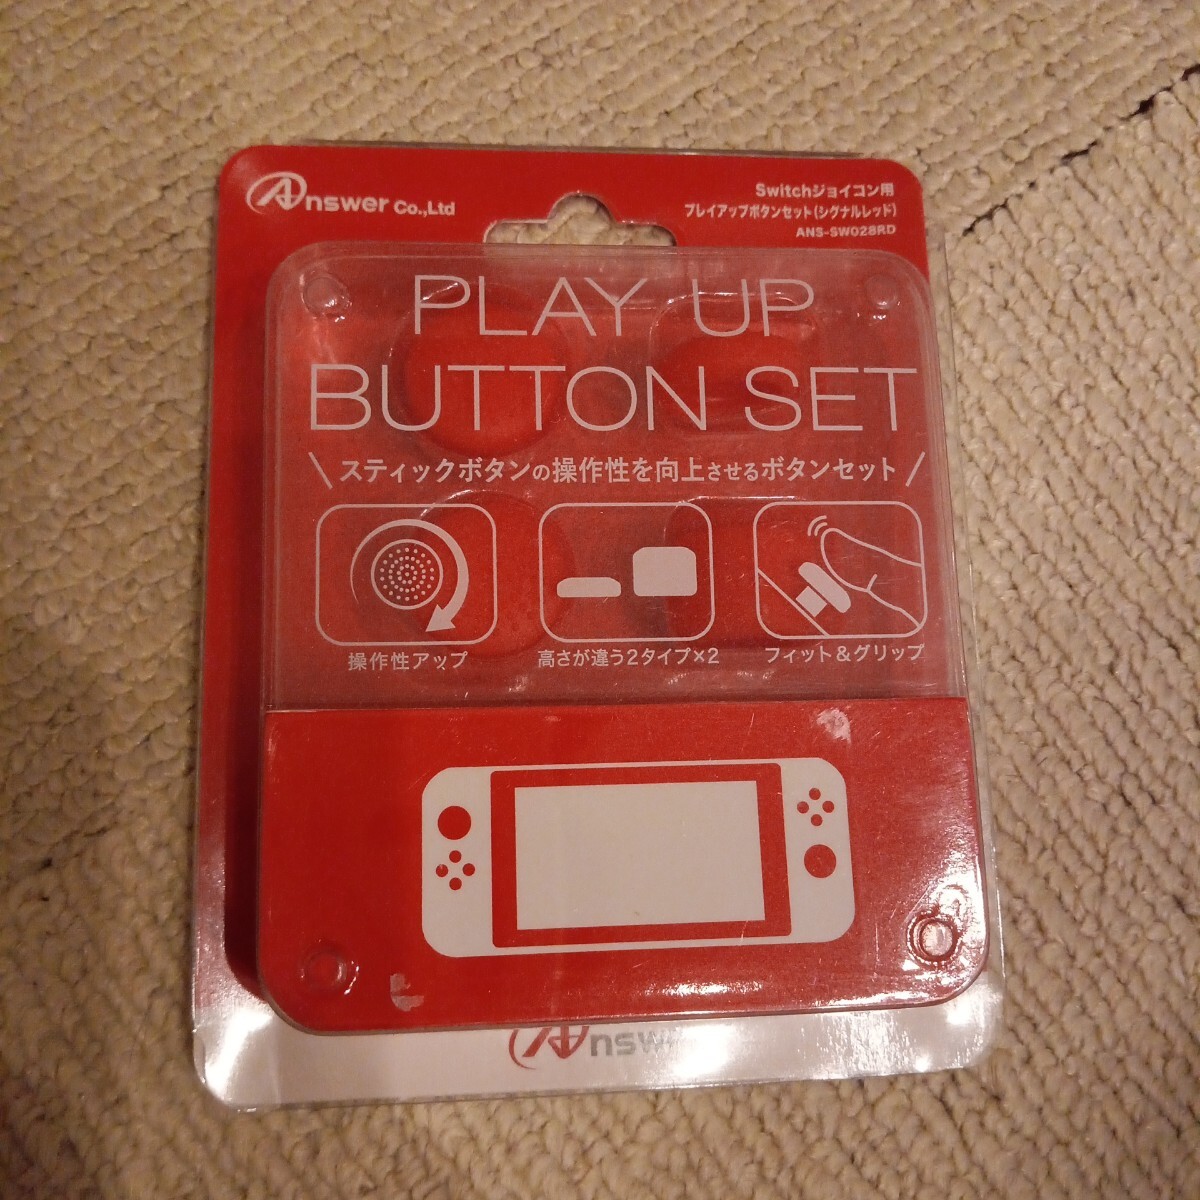 Answer Co.,Ltd
Switchジョイコン用
プレイアップボタンセット(シグナルレッド)
ANS-SW028RD
PLAY UP
BUTTON SET
\ スティックボタンの操作性を向上させるボタンセット /
操作性アップ
高さが違う2タイプ×2
フィット&グリップ